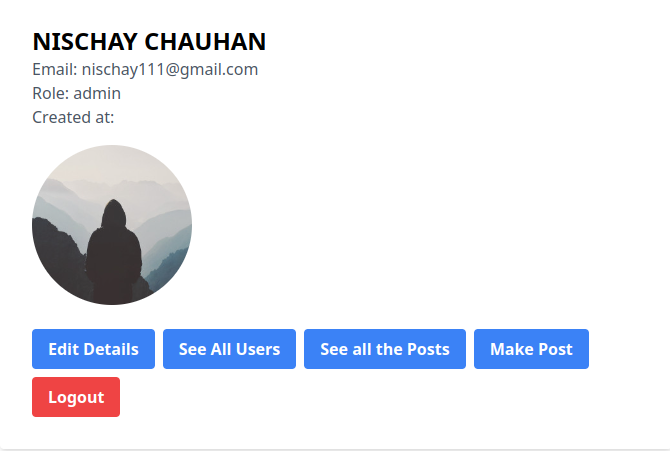 NISCHAY CHAUHAN
Email: nischay111@gmail.com
Role: admin
Created at:
Edit Details See All Users See all the Posts Make Post
Logout